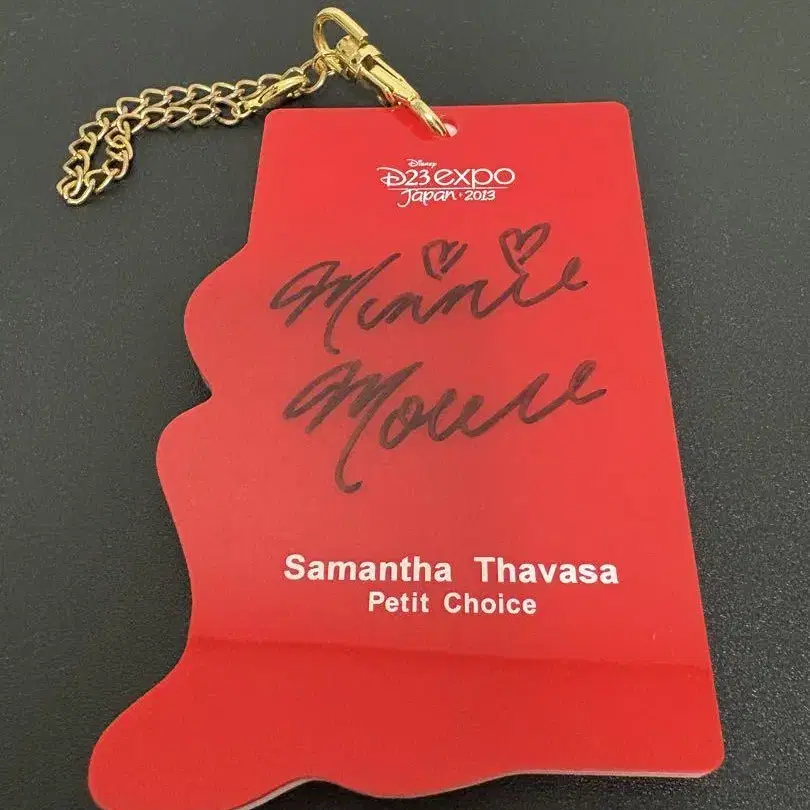 Disney
D23 expo
Japan 2013
Minnie
Mouse
Samantha Thavasa
Petit Choice